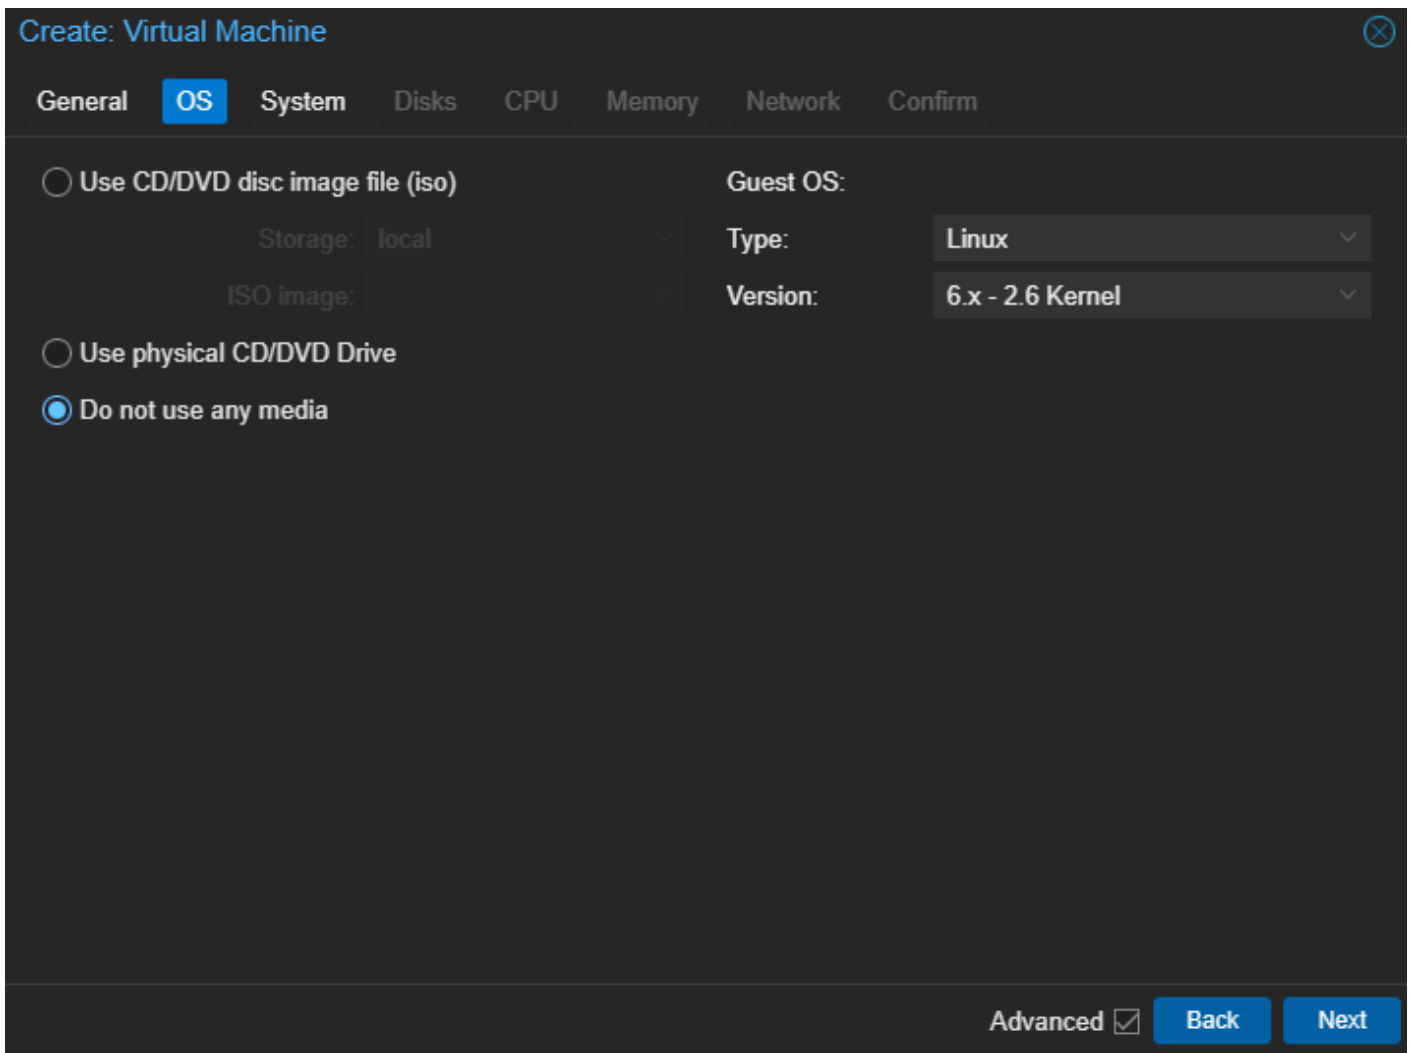 Create: Virtual Machine
General OS System Disks CPU Memory Network Confirm
Use CD/DVD disc image file (iso)
Storage: local
ISO image:
Use physical CD/DVD Drive
Do not use any media
Guest OS:
Type: Linux
Version: 6.x - 2.6 Kernel
Advanced Back Next